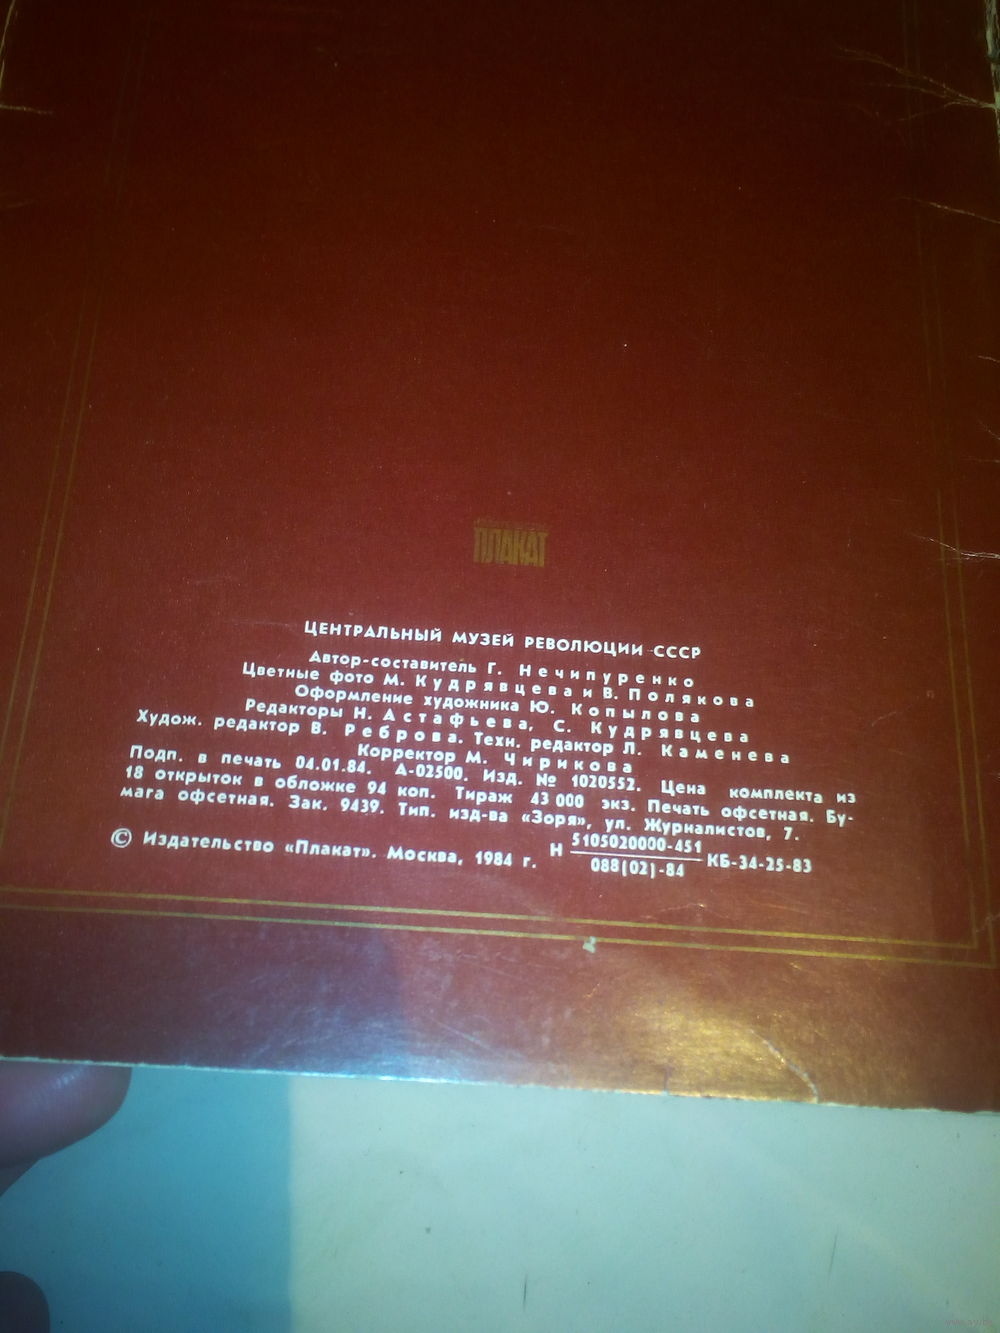 ПЛАКАТ
ЦЕНТРАЛЬНЫЙ МУЗЕЙ РЕВОЛЮЦИИ СССР
Автор-составитель Г. Нечипуренко
Цветные фото М. Кудрявцева и В. Полякова
Оформление художника Ю. Копылова
Редакторы Н. Астафьева, С. Кудрявцева
Худож. редактор В. Реброва. Техн. редактор Л. Каменева
Корректор М. Чирикова
Подп. в печать 04.01.84. А-02500. Изд. № 1020552. Цена комплекта из
18 открыток в обложке 94 коп. Тираж 43 000 экз. Печать офсетная. Бу-
мага офсетная. Зак. 9439. Тип. изд-ва «Зоря», ул. Журналистов, 7.
© Издательство «Плакат». Москва, 1984 г. Н 5105020000-451 КБ-34-25-83
088(02)-84